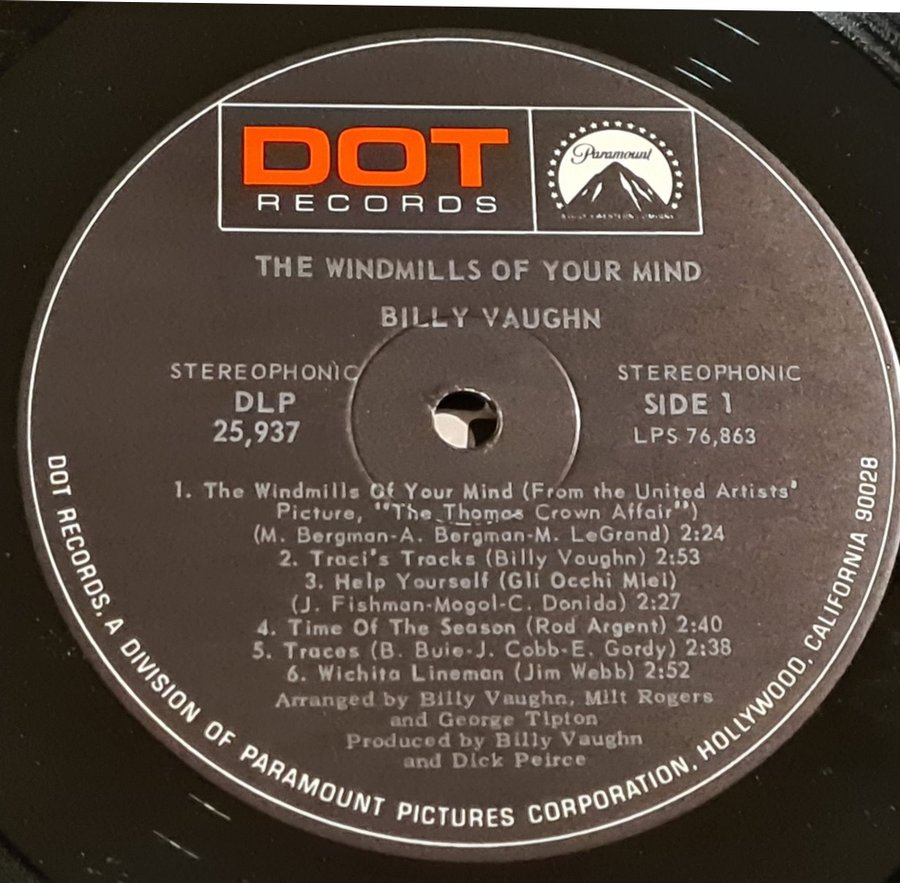 DOT
RECORDS
Paramount
THE WINDMILLS OF YOUR MIND
BILLY VAUGHN
STEREOPHONIC
DLP
25,937
STEREOPHONIC
SIDE 1
LPS 76,863
1. The Windmills Of Your Mind (From the United Artists'
Picture, "The Thomas Crown Affair")
(M. Bergman-A. Bergman-M. LeGrand) 2:24
2. Traci's Tracks (Billy Vaughn) 2:53
3. Help Yourself (Gli Occhi Miei)
(J. Fishman-Mogol-C. Donida) 2:27
4. Time Of The Season (Rod Argent) 2:40
5. Traces (B. Buie-J. Cobb-E. Gordy) 2:38
6. Wichita Lineman (Jim Webb) 2:52
Arranged by Billy Vaughn, Milt Rogers
and George Tipton
Produced by Billy Vaughn
and Dick Peirce
DOT RECORDS, A DIVISION OF PARAMOUNT PICTURES CORPORATION, HOLLYWOOD, CALIFORNIA 90028